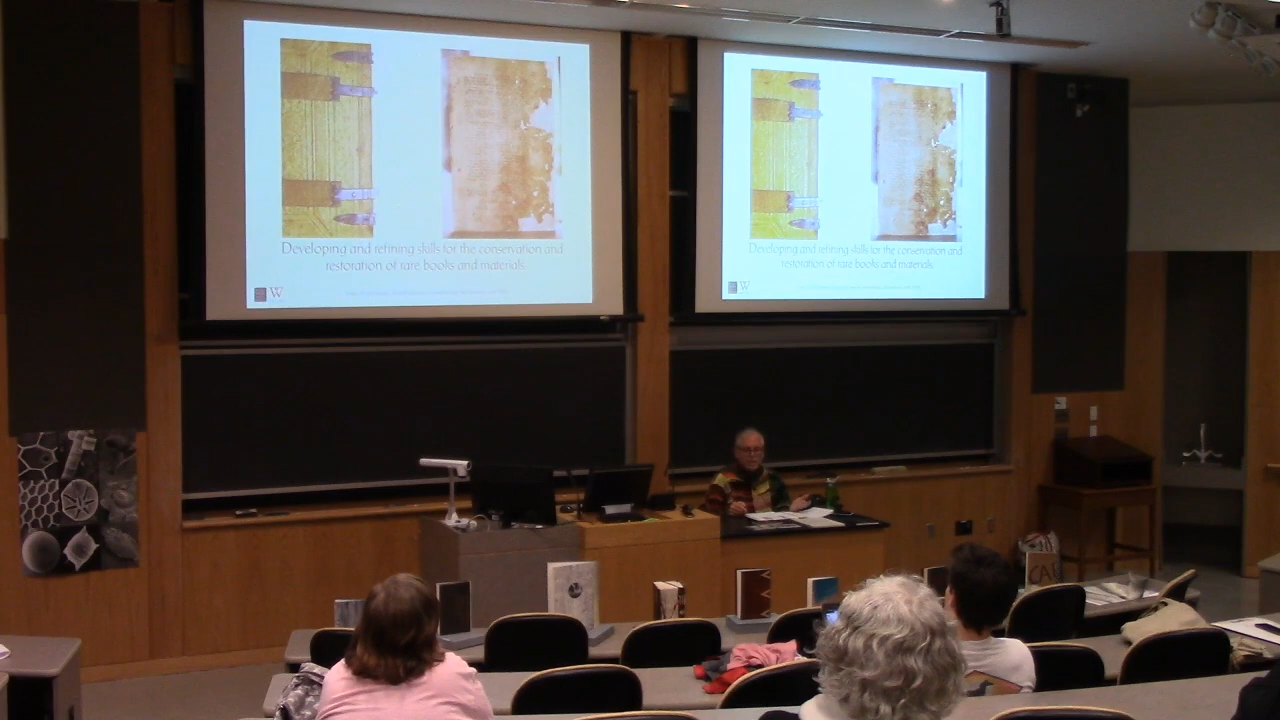 Developing and refining skills for the conservation and
restoration of rare books and materials.
W
Developing and refining skills for the conservation and
restoration of rare books and materials.
W